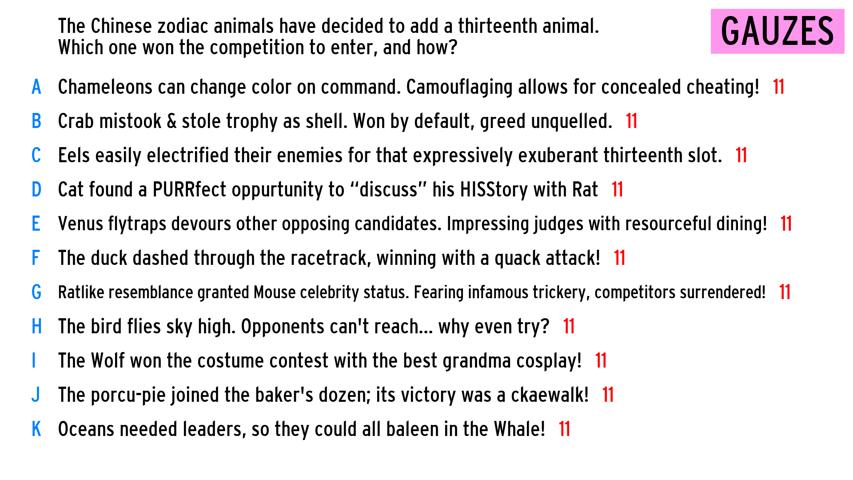 The Chinese zodiac animals have decided to add a thirteenth animal.
Which one won the competition to enter, and how?
GAUZES
A Chameleons can change color on command. Camouflaging allows for concealed cheating! 11
B Crab mistook & stole trophy as shell. Won by default, greed unquelled. 11
C Eels easily electrified their enemies for that expressively exuberant thirteenth slot. 11
D Cat found a PURRfect oppurtunity to “discuss” his HISStory with Rat 11
E Venus flytraps devours other opposing candidates. Impressing judges with resourceful dining! 11
F The duck dashed through the racetrack, winning with a quack attack! 11
G Ratlike resemblance granted Mouse celebrity status. Fearing infamous trickery, competitors surrendered! 11
H The bird flies sky high. Opponents can't reach... why even try? 11
I The Wolf won the costume contest with the best grandma cosplay! 11
J The porcu-pie joined the baker's dozen; its victory was a ckaewalk! 11
K Oceans needed leaders, so they could all baleen in the Whale! 11